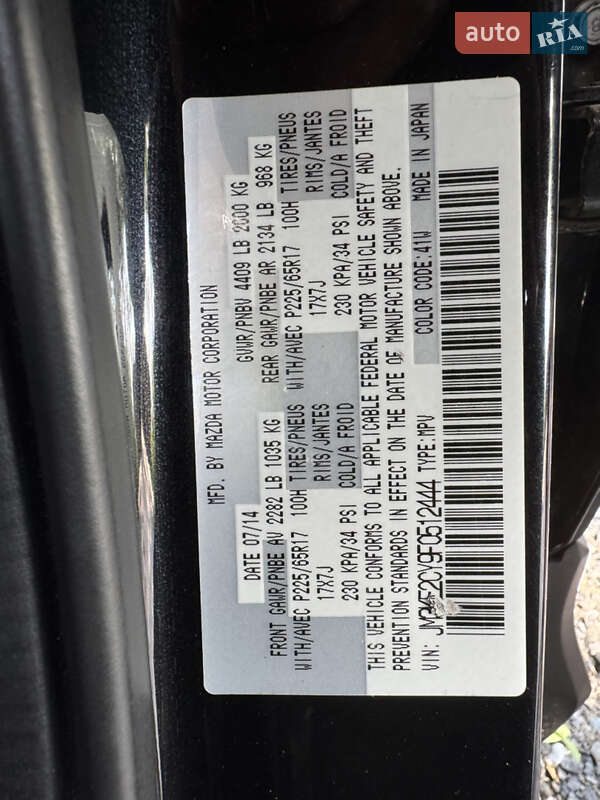 auto RIA .com
MFD. BY MAZDA MOTOR CORPORATION
DATE 07/14 GVWR/PNBV 4409 LB 2000 KG
FRONT GAWR/PNBE AV 2282 LB 1035 KG REAR GAWR/PNBE AR 2134 LB 968 KG
WITH/AVEC P225/65R17 100H TIRES/PNEUS WITH/AVEC P225/65R17 100H TIRES/PNEUS
17X7J RIMS/JANTES 17X7J RIMS/JANTES
230 KPA/34 PSI COLD/A FROID 230 KPA/34 PSI COLD/A FROID
THIS VEHICLE CONFORMS TO ALL APPLICABLE FEDERAL MOTOR VEHICLE SAFETY AND THEFT
PREVENTION STANDARDS IN EFFECT ON THE DATE OF MANUFACTURE SHOWN ABOVE.
VIN: TYPE:MPV COLOR CODE:41W MADE IN JAPAN